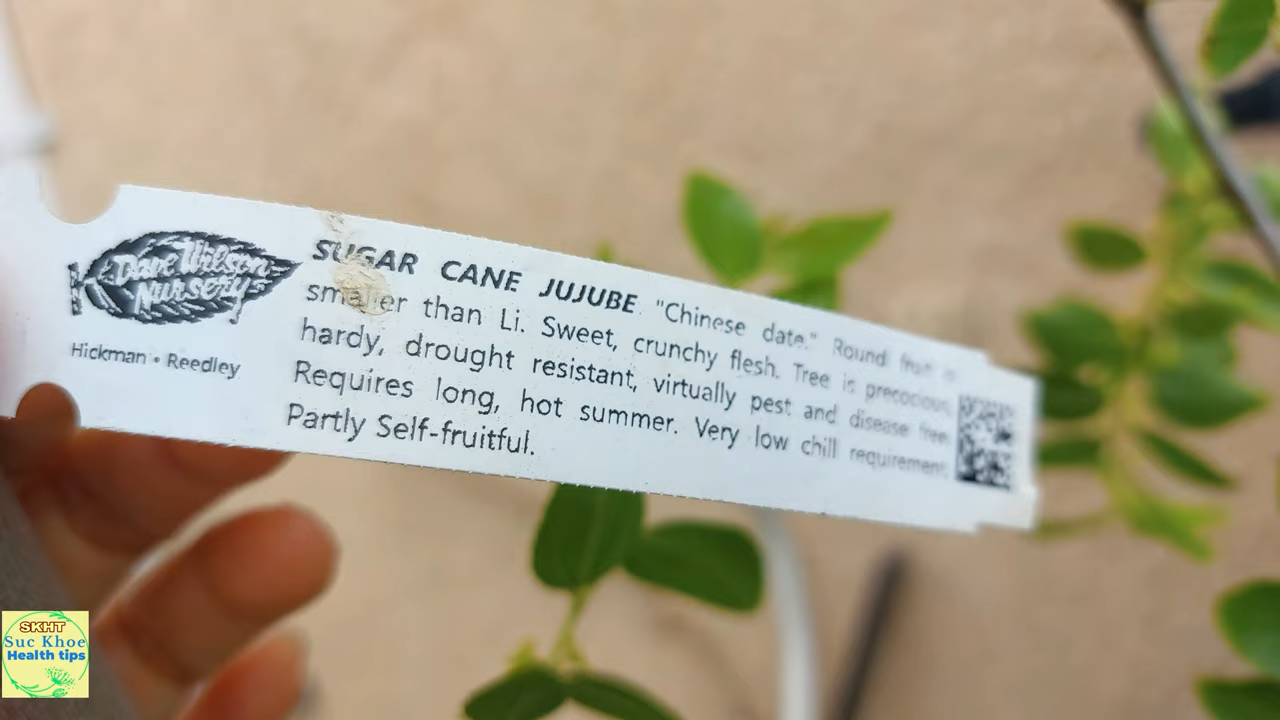 Dave Wilson
Nursery
Hickman • Reedley
SUGAR CANE JUJUBE "Chinese date." Round fruit is
smaller than Li. Sweet, crunchy flesh. Tree is precocious,
hardy, drought resistant, virtually pest and disease free.
Requires long, hot summer. Very low chill requirement.
Partly Self-fruitful.
SKHT
Suc Khoe
Health tips